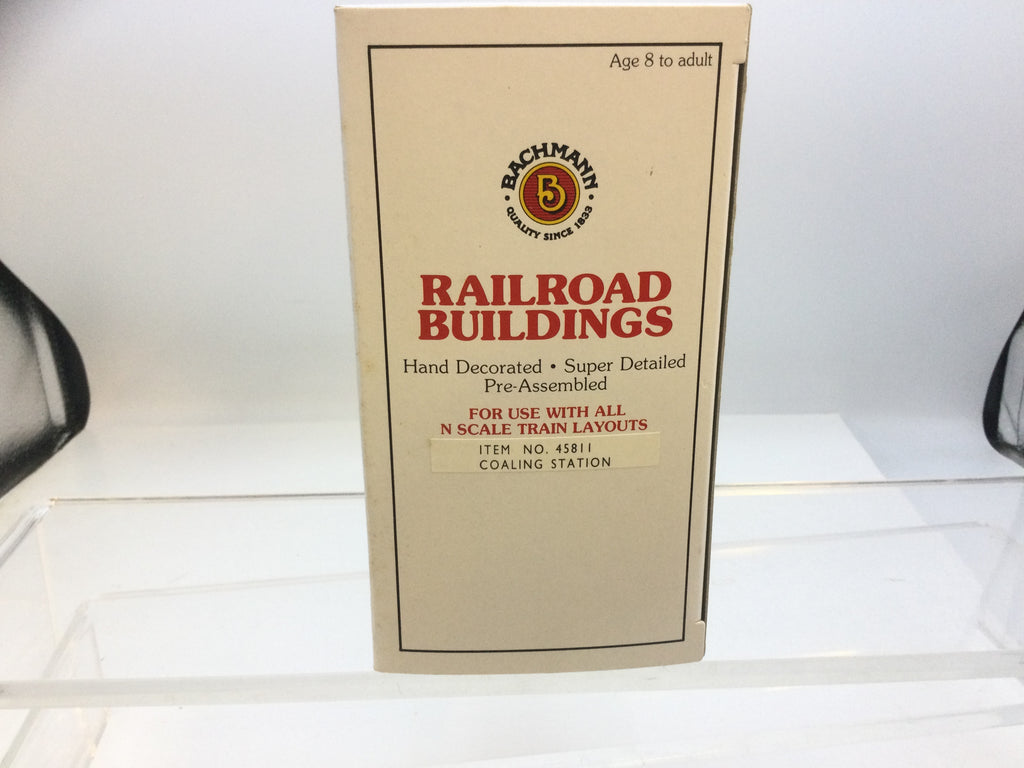 Age 8 to adult
BACHMANN
B
• QUALITY SINCE 1833 •
RAILROAD
BUILDINGS
Hand Decorated • Super Detailed
Pre-Assembled
FOR USE WITH ALL
N SCALE TRAIN LAYOUTS
ITEM NO. 45811
COALING STATION